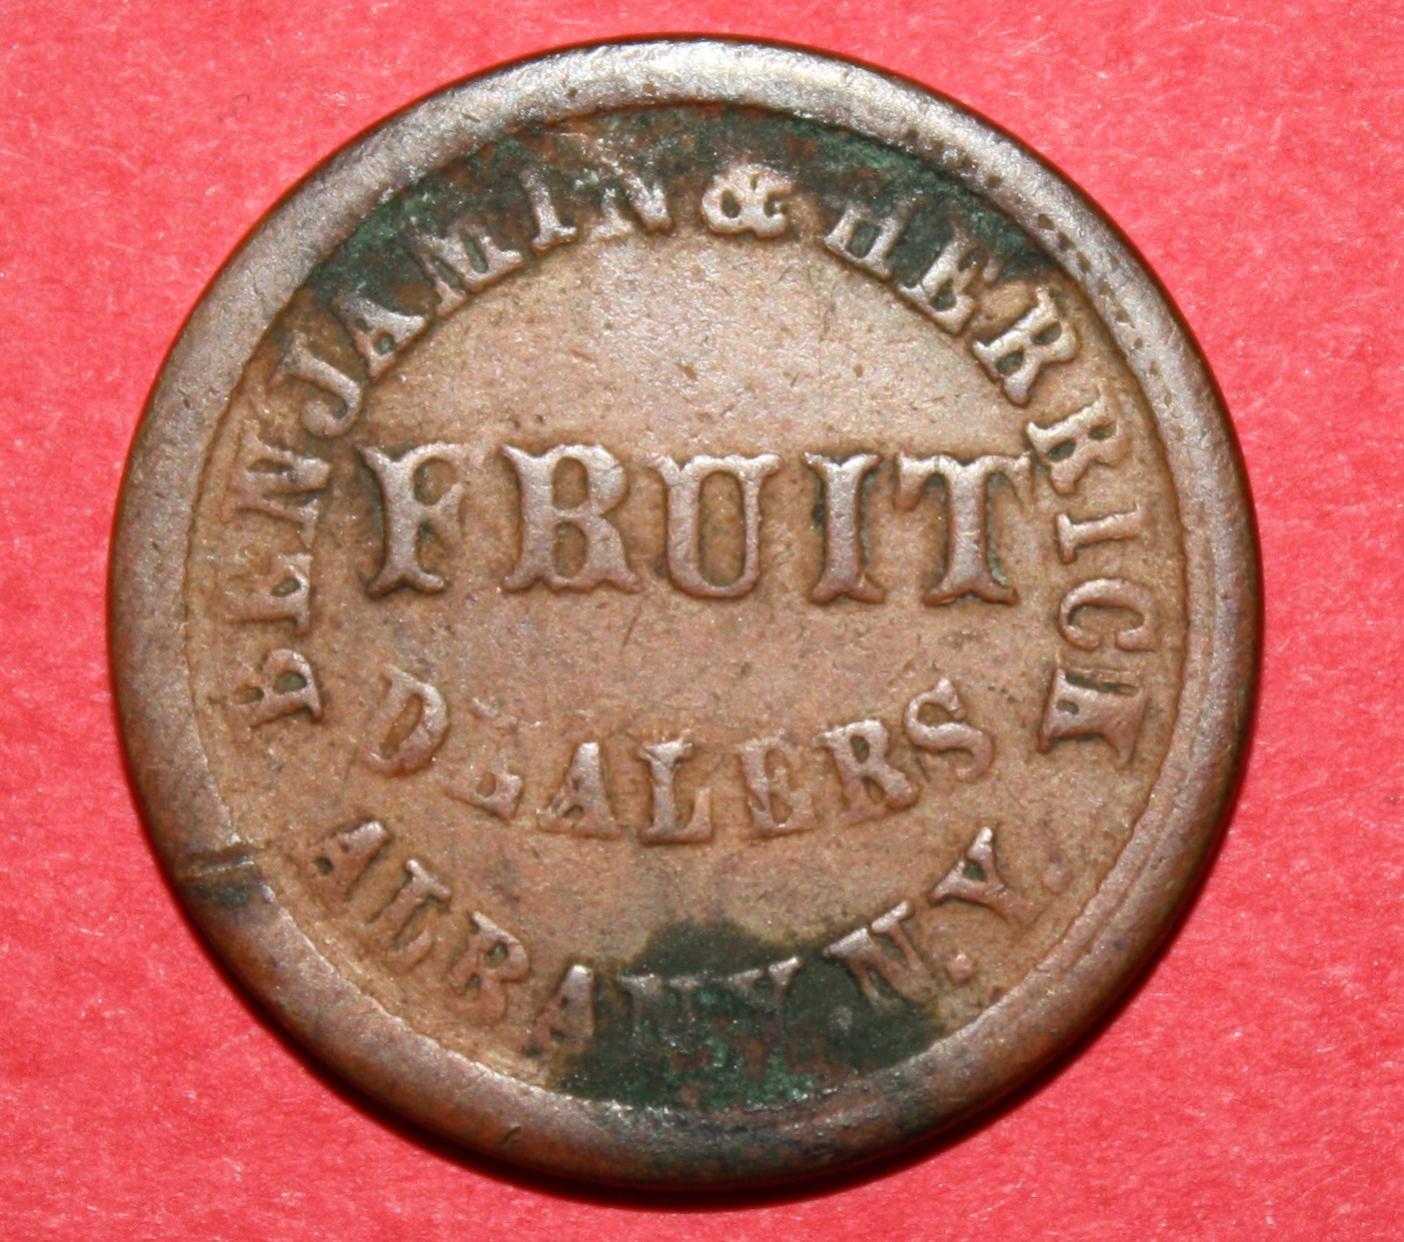 BENJAMIN & HERRICK
FRUIT
DEALERS
ALBANY. N.Y.